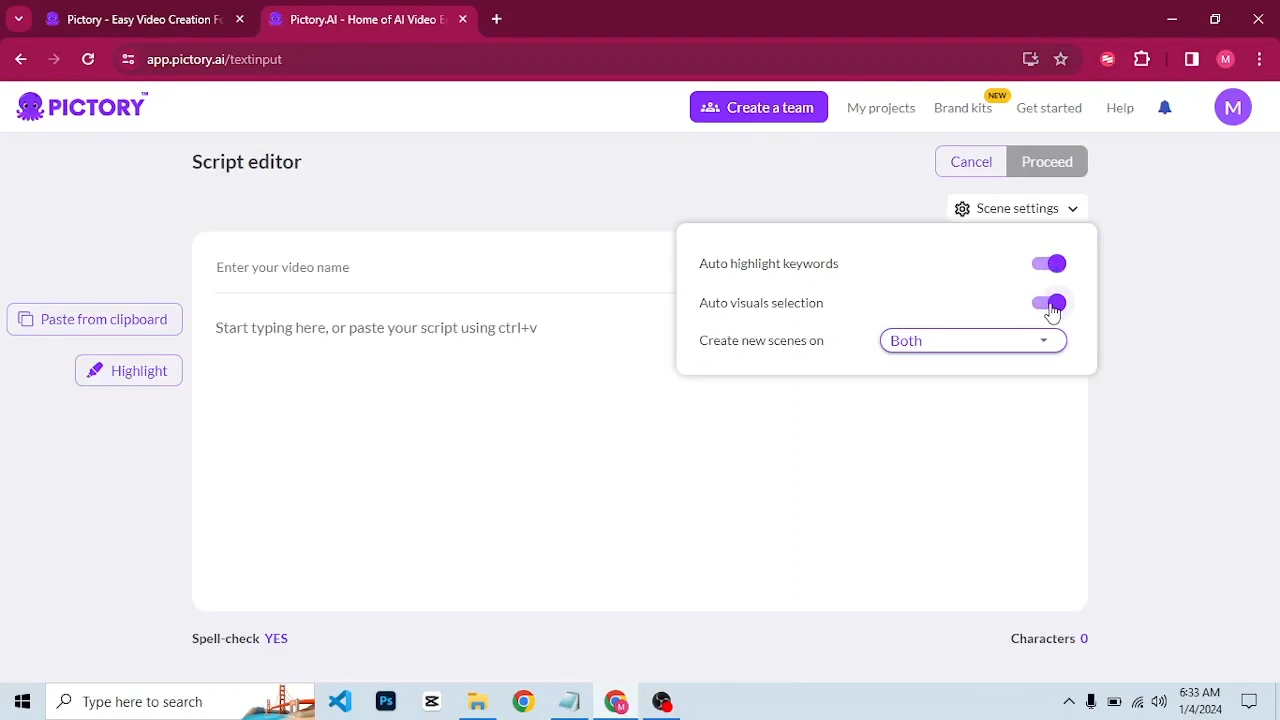 Pictory - Easy Video Creation Fo
Pictory.AI - Home of AI Video E
app.pictory.ai/textinput
M
PICTORY™
Create a team
My projects
Brand kits
NEW
Get started
Help
M
Script editor
Cancel
Proceed
Scene settings
Enter your video name
Auto highlight keywords
Auto visuals selection
Start typing here, or paste your script using ctrl+v
Create new scenes on
Both
Paste from clipboard
Highlight
Spell-check YES
Characters 0
Type here to search
Ps
M
6:33 AM
1/4/2024